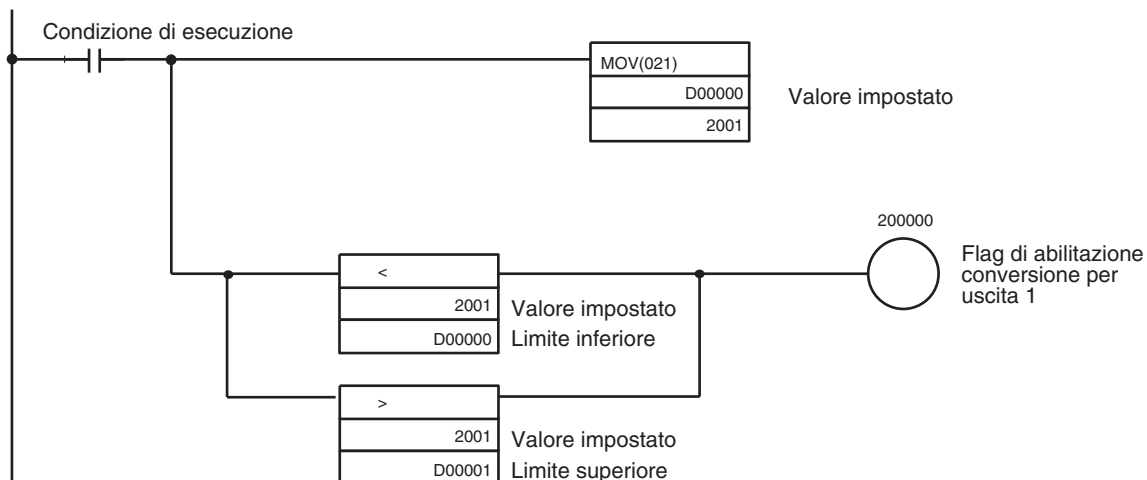 Condizione di esecuzione
MOV(021)
D00000
Valore impostato
2001
200000
Flag di abilitazione
conversione per
uscita 1
<
2001
Valore impostato
D00000
Limite inferiore
>
2001
Valore impostato
D00001
Limite superiore